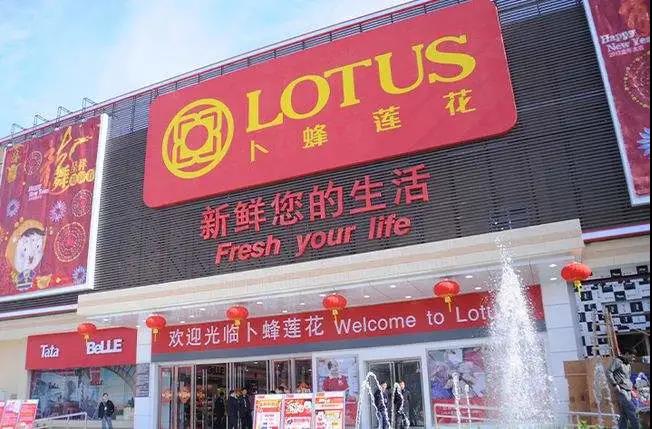 LOTUS
卜蜂莲花
新鲜您的生活
Fresh your life
欢迎光临卜蜂莲花 Welcome to Lotus
Tata BeLLE
Happy
New Year